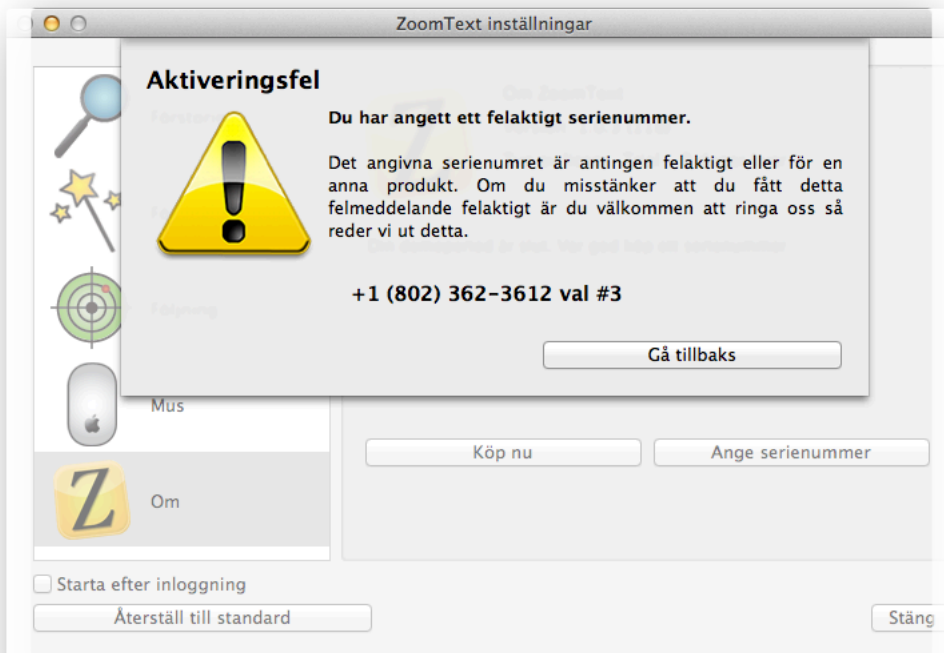 ZoomText inställningar
Aktiveringsfel
Du har angett ett felaktigt serienummer.
Det angivna serienumret är antingen felaktigt eller för en
anna produkt. Om du misstänker att du fått detta
felmeddelande felaktigt är du välkommen att ringa oss så
reder vi ut detta.
+1 (802) 362-3612 val #3
Gå tillbaks
Om ZoomText
Följning
Mus
Köp nu
Ange serienummer
Z
Om
Starta efter inloggning
Återställ till standard
Stäng